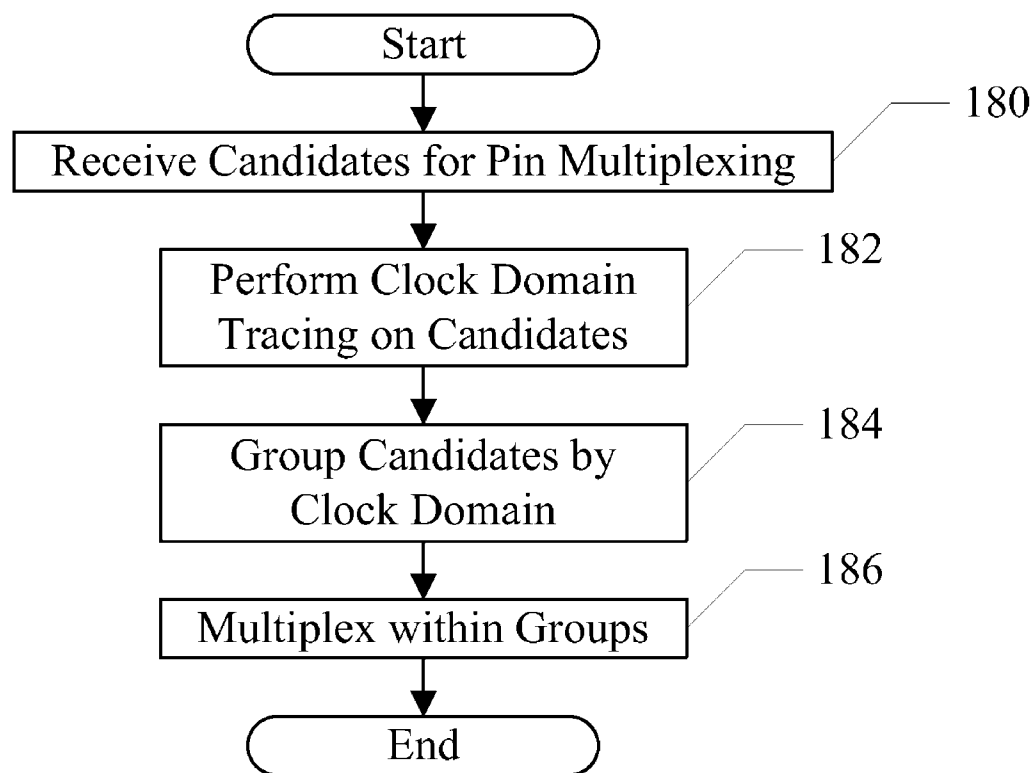 Start
180
Receive Candidates for Pin Multiplexing
182
Perform Clock Domain
Tracing on Candidates
184
Group Candidates by
Clock Domain
186
Multiplex within Groups
End